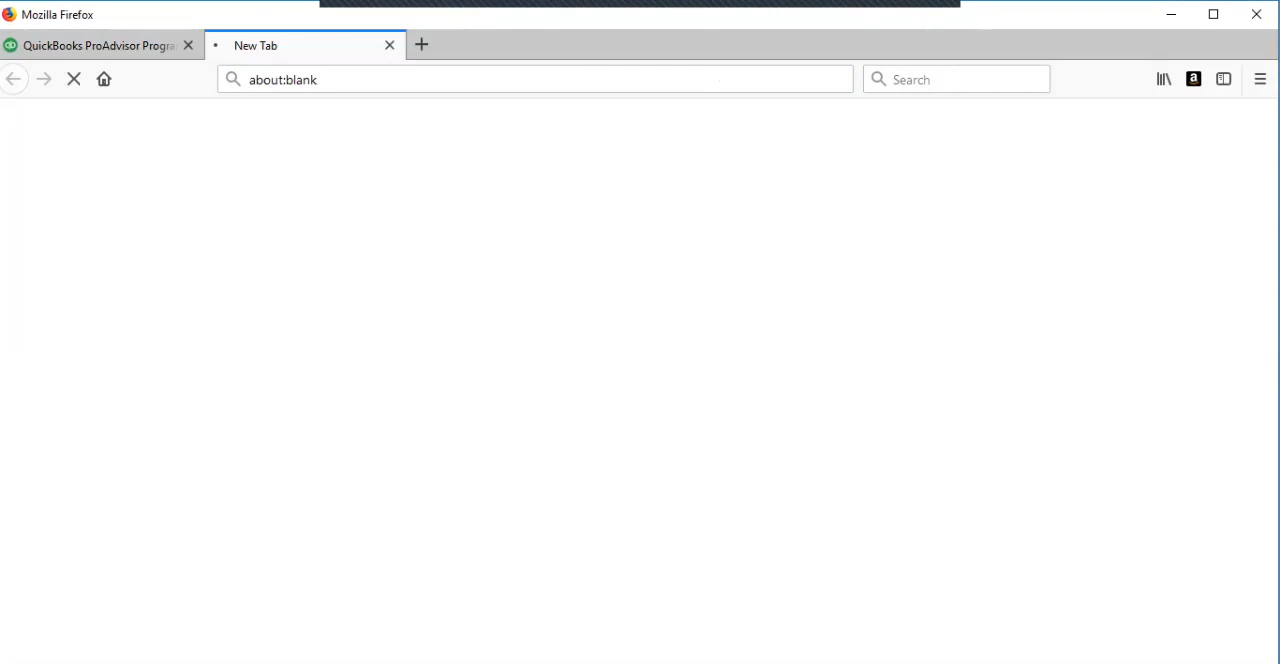 Mozilla Firefox
QuickBooks ProAdvisor Progra
New Tab
about:blank
Search
a